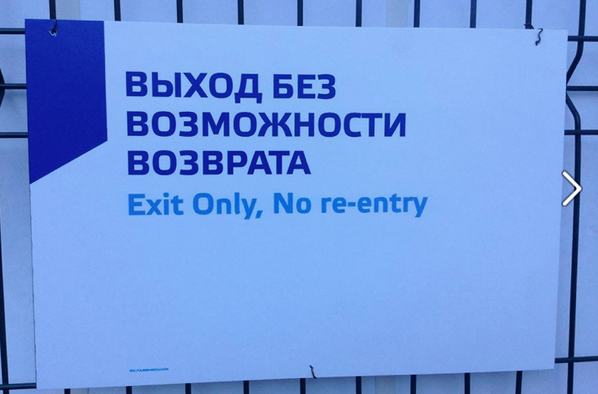 ВЫХОД БЕЗ
ВОЗМОЖНОСТИ
ВОЗВРАТА
Exit Only, No re-entry